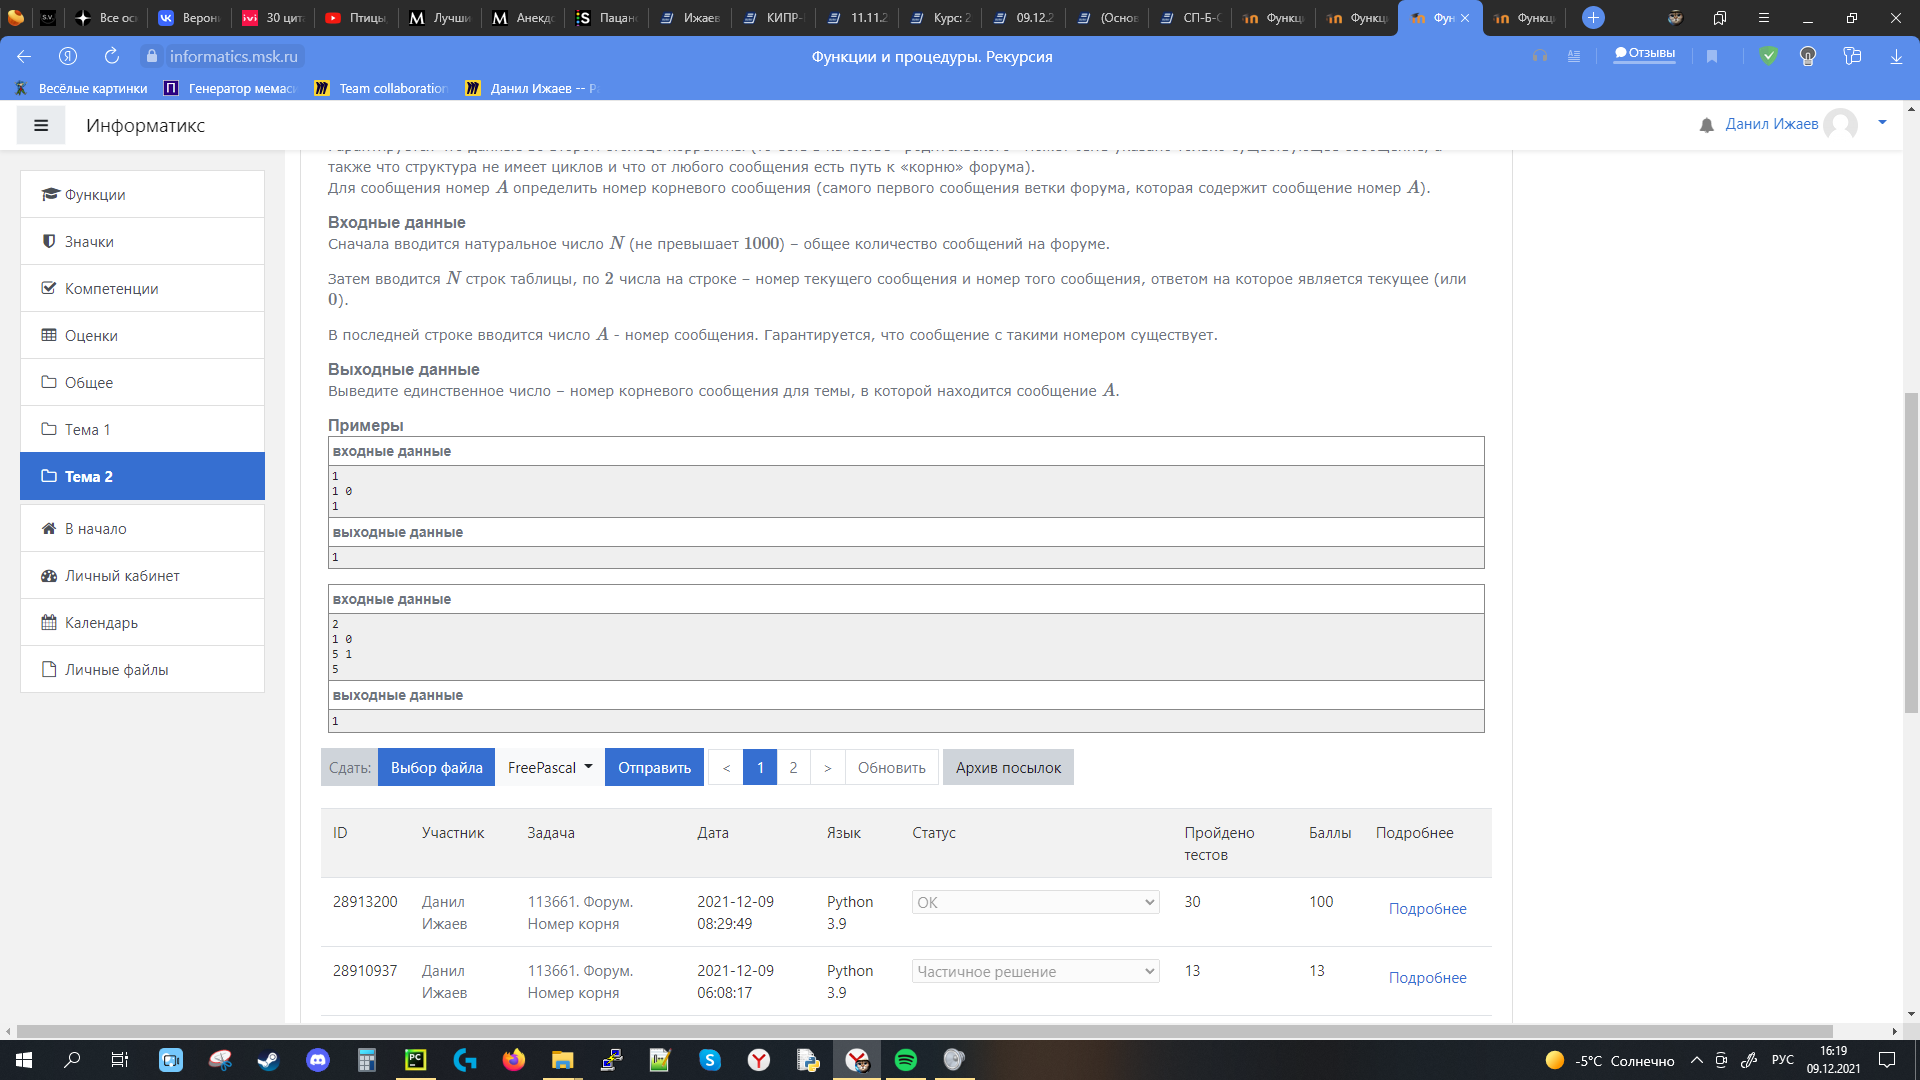 Все ос
Верони
30 цита
Птицы,
Лучши
Анекдо
Пацан
Ижаев
КИПР-
11.11.2
Курс: 2
09.12.2
(Основ
СП-Б-О
Функц
Функц
Фун
Функц
informatics.msk.ru
Функции и процедуры. Рекурсия
Отзывы
Весёлые картинки
Генератор мемаси
Team collaboration
Данил Ижаев -- Р
Информатикс
Данил Ижаев
также что структура не имеет циклов и что от любого сообщения есть путь к «корню» форума).
Для сообщения номер A определить номер корневого сообщения (самого первого сообщения ветки форума, которая содержит сообщение номер A).
Функции
Значки
Компетенции
Оценки
Общее
Тема 1
Тема 2
В начало
Личный кабинет
Календарь
Личные файлы
Входные данные
Сначала вводится натуральное число N (не превышает 1000) – общее количество сообщений на форуме.
Затем вводится N строк таблицы, по 2 числа на строке – номер текущего сообщения и номер того сообщения, ответом на которое является текущее (или
0).
В последней строке вводится число A - номер сообщения. Гарантируется, что сообщение с такими номером существует.
Выходные данные
Выведите единственное число – номер корневого сообщения для темы, в которой находится сообщение A.
Примеры
входные данные
1
1 0
1
выходные данные
1
входные данные
2
1 0
5 1
5
выходные данные
1
Сдать: Выбор файла FreePascal Отправить < 1 2 > Обновить Архив посылок
ID Участник Задача Дата Язык Статус Пройдено Баллы Подробнее
тестов
28913200 Данил 113661. Форум. 2021-12-09 Python OK 30 100 Подробнее
Ижаев Номер корня 08:29:49 3.9
28910937 Данил 113661. Форум. 2021-12-09 Python Частичное решение 13 13 Подробнее
Ижаев Номер корня 06:08:17 3.9
-5°C Солнечно
РУС
16:19
09.12.2021